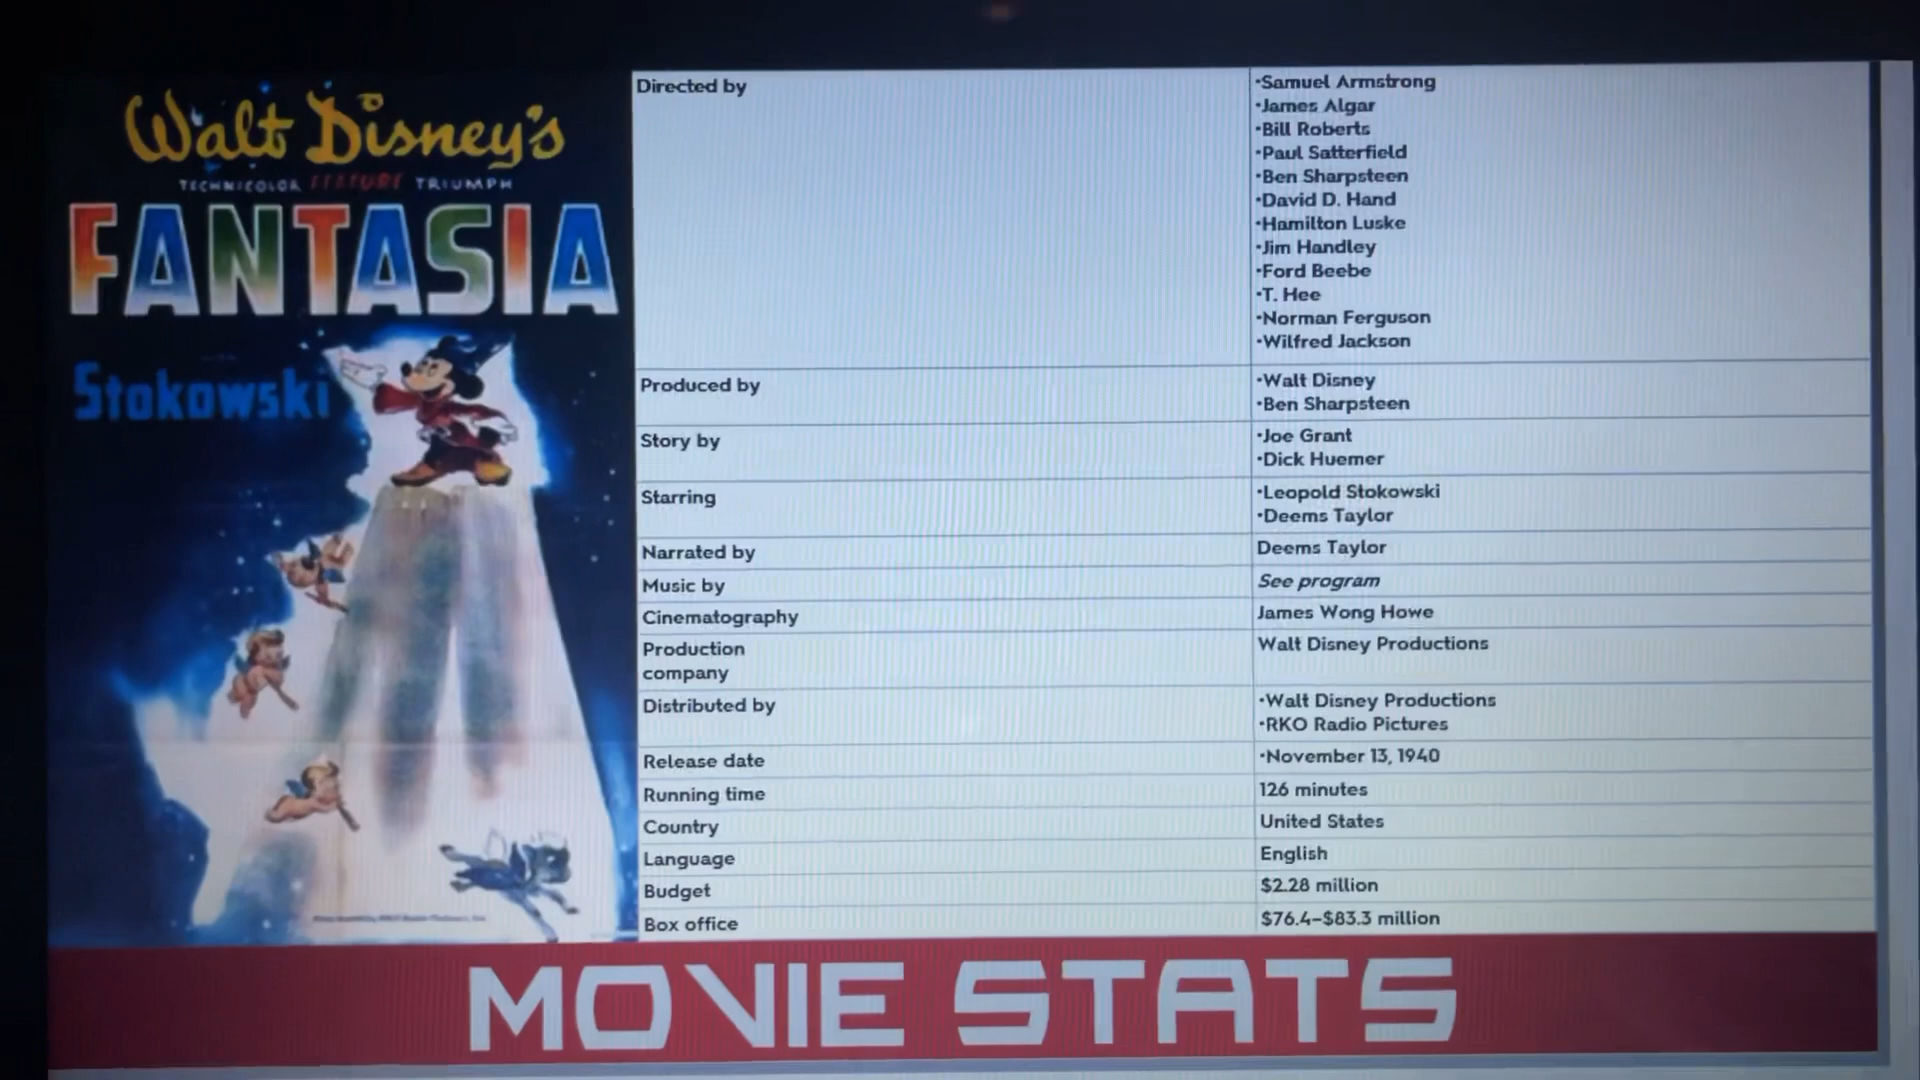 Walt Disney's
TECHNICOLOR FEATURE TRIUMPH
FANTASIA
Stokowski
Directed by
•Samuel Armstrong
•James Algar
•Bill Roberts
•Paul Satterfield
•Ben Sharpsteen
•David D. Hand
•Hamilton Luske
•Jim Handley
•Ford Beebe
•T. Hee
•Norman Ferguson
•Wilfred Jackson
Produced by
•Walt Disney
•Ben Sharpsteen
Story by
•Joe Grant
•Dick Huemer
Starring
•Leopold Stokowski
•Deems Taylor
Narrated by
Deems Taylor
Music by
See program
Cinematography
James Wong Howe
Production
company
Walt Disney Productions
Distributed by
•Walt Disney Productions
•RKO Radio Pictures
Release date
•November 13, 1940
Running time
126 minutes
Country
United States
Language
English
Budget
$2.28 million
Box office
$76.4–$83.3 million
MOVIE STATS